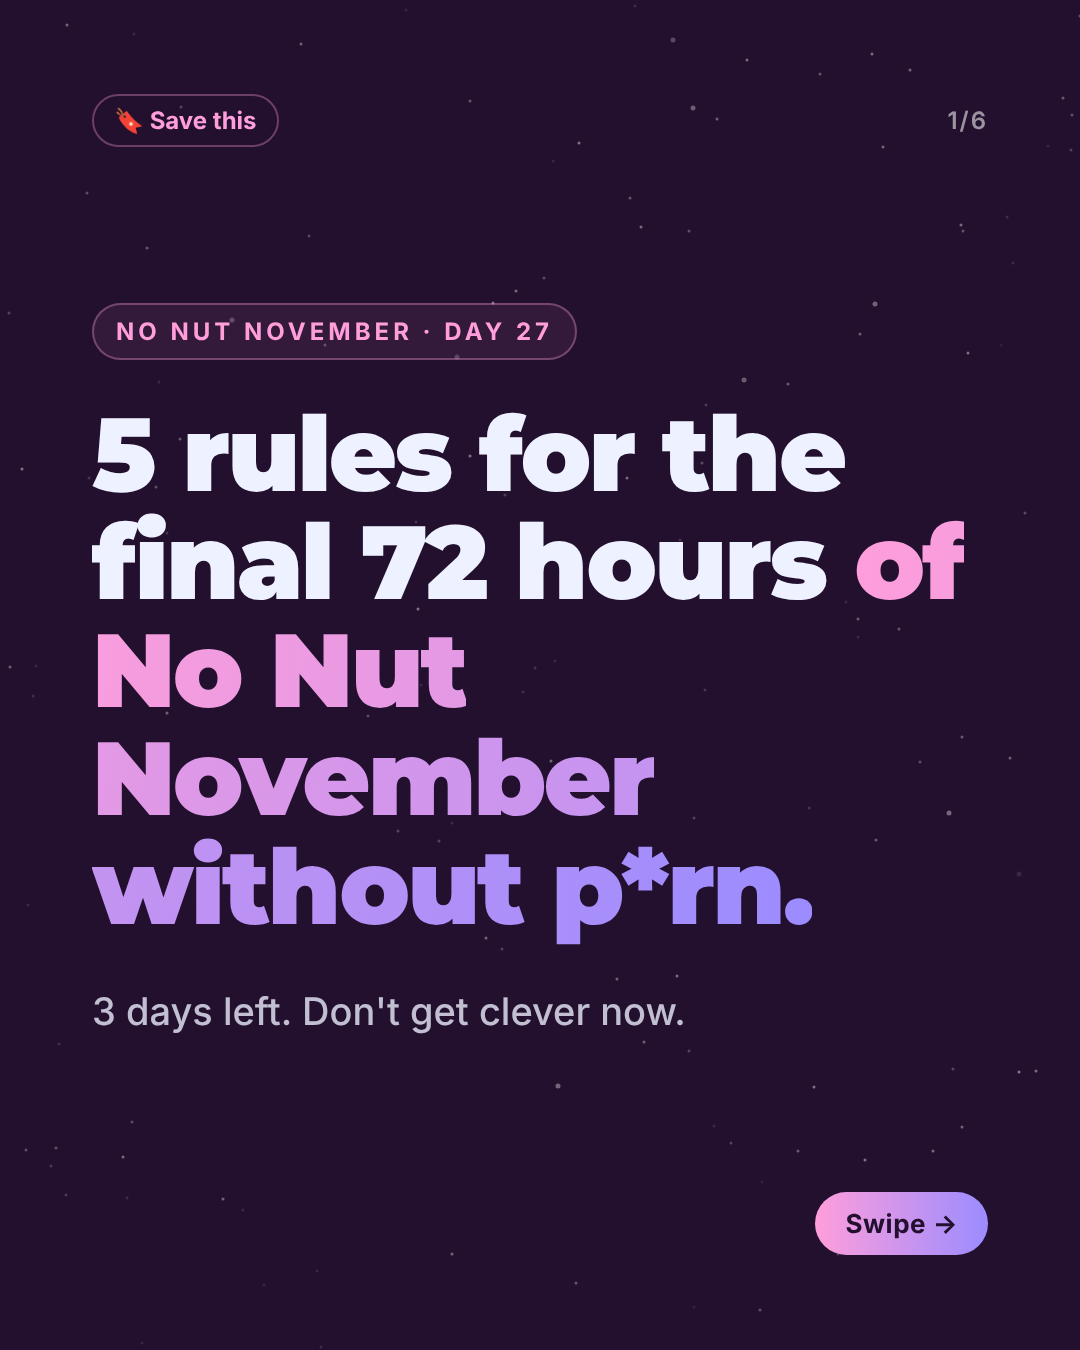 🔖 Save this
1/6
NO NUT NOVEMBER · DAY 27
5 rules for the
final 72 hours of
No Nut
November
without p*rn.
3 days left. Don't get clever now.
Swipe →